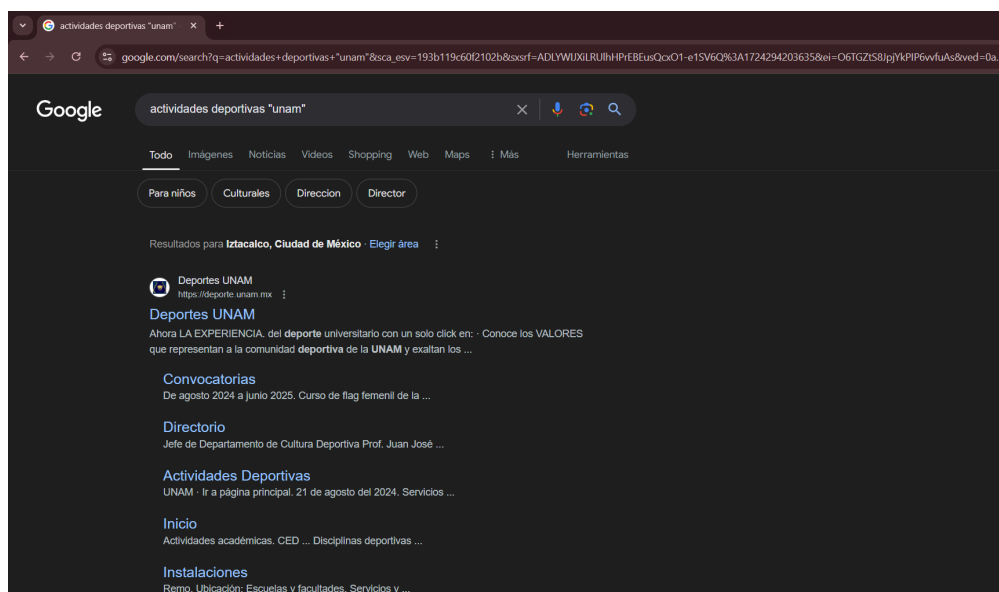 actividades deportivas "unam"
google.com/search?q=actividades+deportivas+"unam"&sca_esv=193b119c60f2102b&sxsrf=ADLYWIJXiLRUlhHPrEBEusQcxO1-e1SV6Q%3A1724294203635&ei=O6TGZtS8JpjYkPIP6vvfuAs&ved=0a.
Google
actividades deportivas "unam"
Todo Imágenes Noticias Videos Shopping Web Maps Más Herramientas
Para niños Culturales Direccion Director
Resultados para Iztacalco, Ciudad de México · Elegir área
Deportes UNAM
https://deporte.unam.mx
Deportes UNAM
Ahora LA EXPERIENCIA. del deporte universitario con un solo click en: · Conoce los VALORES
que representan a la comunidad deportiva de la UNAM y exaltan los ...
Convocatorias
De agosto 2024 a junio 2025. Curso de flag femenil de la ...
Directorio
Jefe de Departamento de Cultura Deportiva Prof. Juan José ...
Actividades Deportivas
UNAM · Ir a página principal. 21 de agosto del 2024. Servicios ...
Inicio
Actividades académicas. CED ... Disciplinas deportivas ...
Instalaciones
Remo. Ubicación: Escuelas y facultades. Servicios y ...